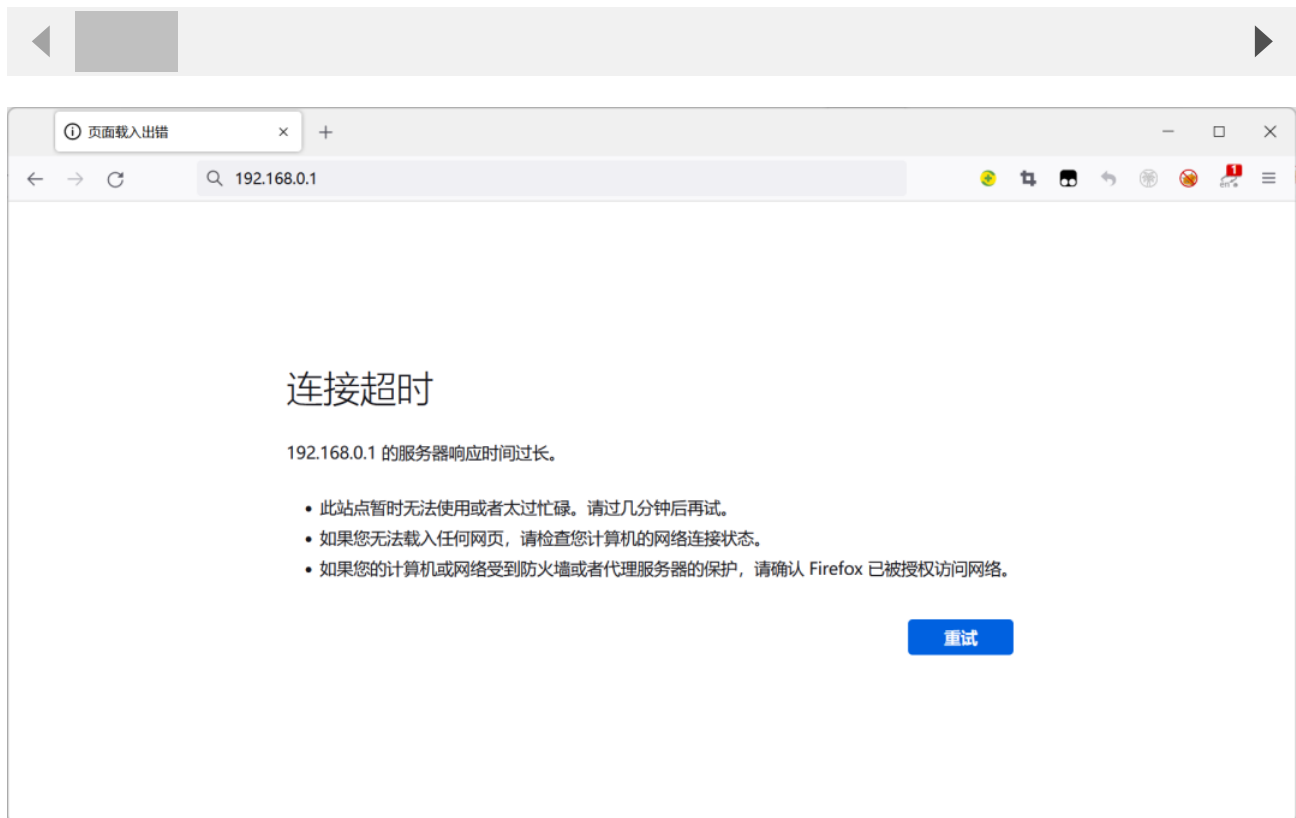 页面载入出错
192.168.0.1
1
en
连接超时
192.168.0.1 的服务器响应时间过长。
此站点暂时无法使用或者太过忙碌。请过几分钟后再试。
如果您无法载入任何网页，请检查您计算机的网络连接状态。
如果您的计算机或网络受到防火墙或者代理服务器的保护，请确认 Firefox 已被授权访问网络。
重试